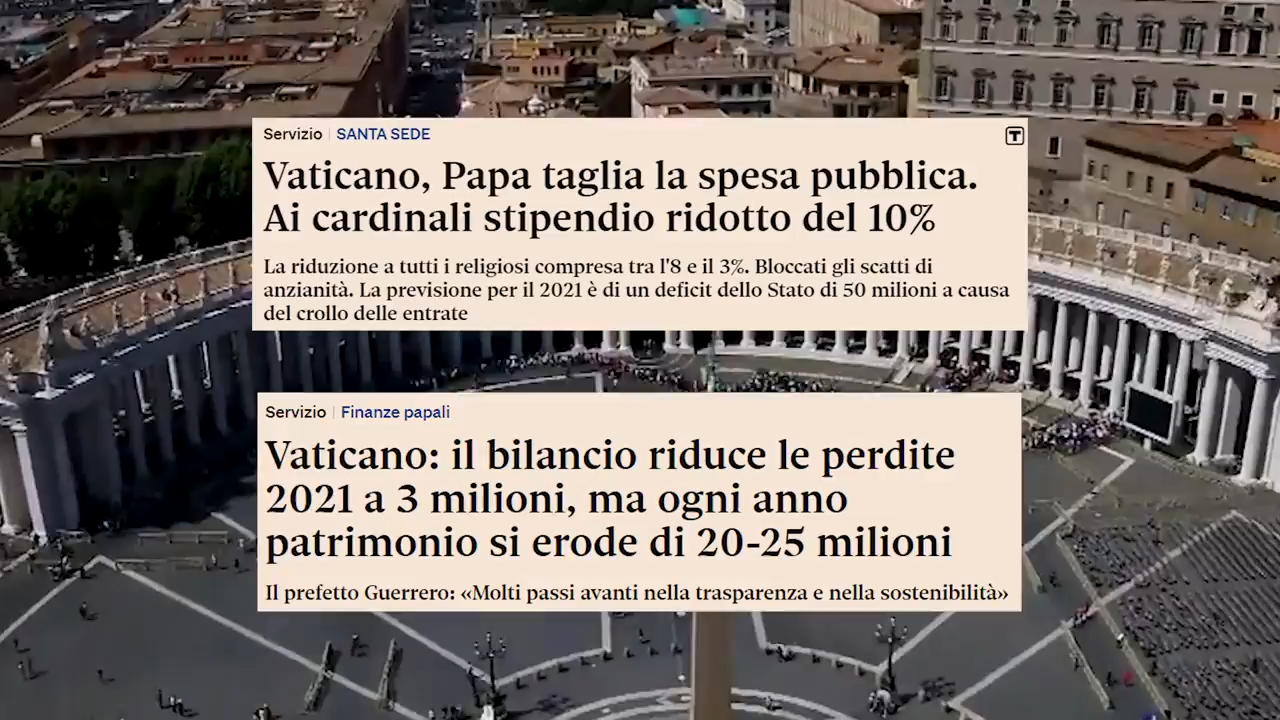 Servizio | SANTA SEDE
Vaticano, Papa taglia la spesa pubblica.
Ai cardinali stipendio ridotto del 10%
La riduzione a tutti i religiosi compresa tra l'8 e il 3%. Bloccati gli scatti di
anzianità. La previsione per il 2021 è di un deficit dello Stato di 50 milioni a causa
del crollo delle entrate
Servizio | Finanze papali
Vaticano: il bilancio riduce le perdite
2021 a 3 milioni, ma ogni anno
patrimonio si erode di 20-25 milioni
Il prefetto Guerrero: «Molti passi avanti nella trasparenza e nella sostenibilità»